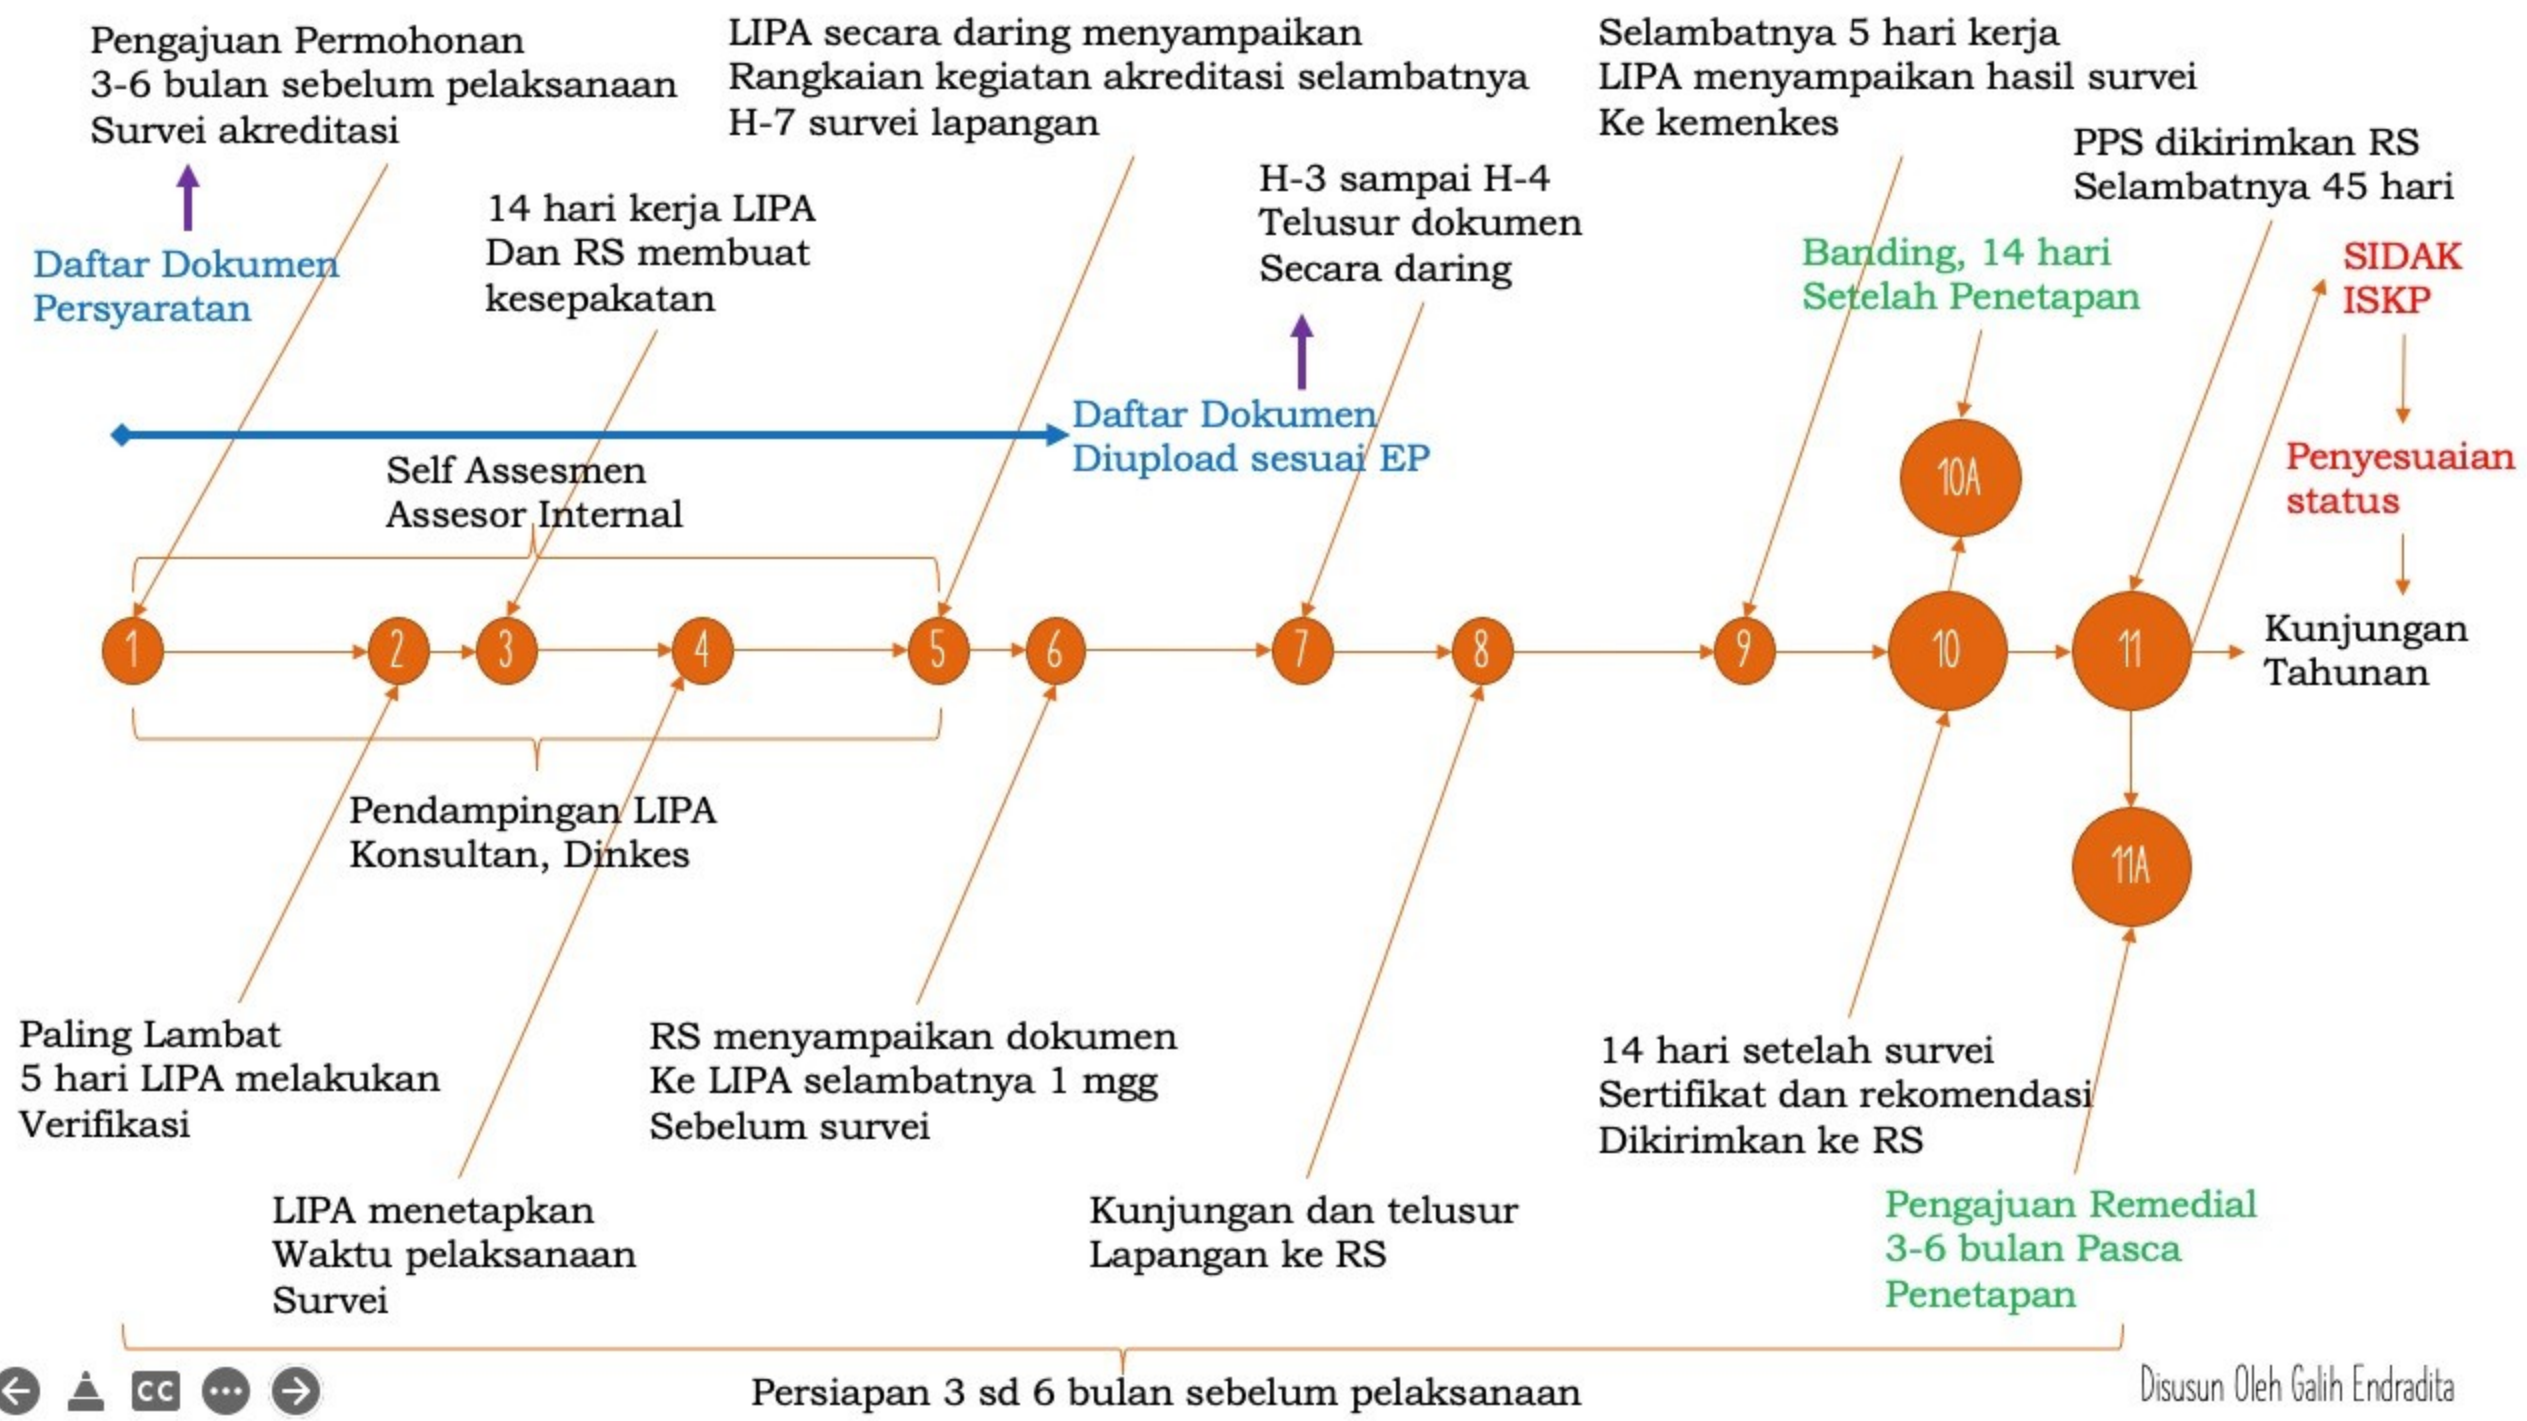 Pengajuan Permohonan
3-6 bulan sebelum pelaksanaan
Survei akreditasi
LIPA secara daring menyampaikan
Rangkaian kegiatan akreditasi selambatnya
H-7 survei lapangan
Selambatnya 5 hari kerja
LIPA menyampaikan hasil survei
Ke kemenkes
PPS dikirimkan RS
Selambatnya 45 hari
H-3 sampai H-4
Telusur dokumen
Secara daring
14 hari kerja LIPA
Dan RS membuat
kesepakatan
Daftar Dokumen
Persyaratan
Banding, 14 hari
Setelah Penetapan
SIDAK
ISKP
Daftar Dokumen
Diupload sesuai EP
Penyesuaian
status
Self Assesmen
Assesor Internal
10A
1
2
3
4
5
6
7
8
9
10
11
Kunjungan
Tahunan
Pendampingan LIPA
Konsultan, Dinkes
11A
Paling Lambat
5 hari LIPA melakukan
Verifikasi
RS menyampaikan dokumen
Ke LIPA selambatnya 1 mgg
Sebelum survei
14 hari setelah survei
Sertifikat dan rekomendasi
Dikirimkan ke RS
LIPA menetapkan
Waktu pelaksanaan
Survei
Kunjungan dan telusur
Lapangan ke RS
Pengajuan Remedial
3-6 bulan Pasca
Penetapan
CC
Persiapan 3 sd 6 bulan sebelum pelaksanaan
Disusun Oleh Galih Endradita